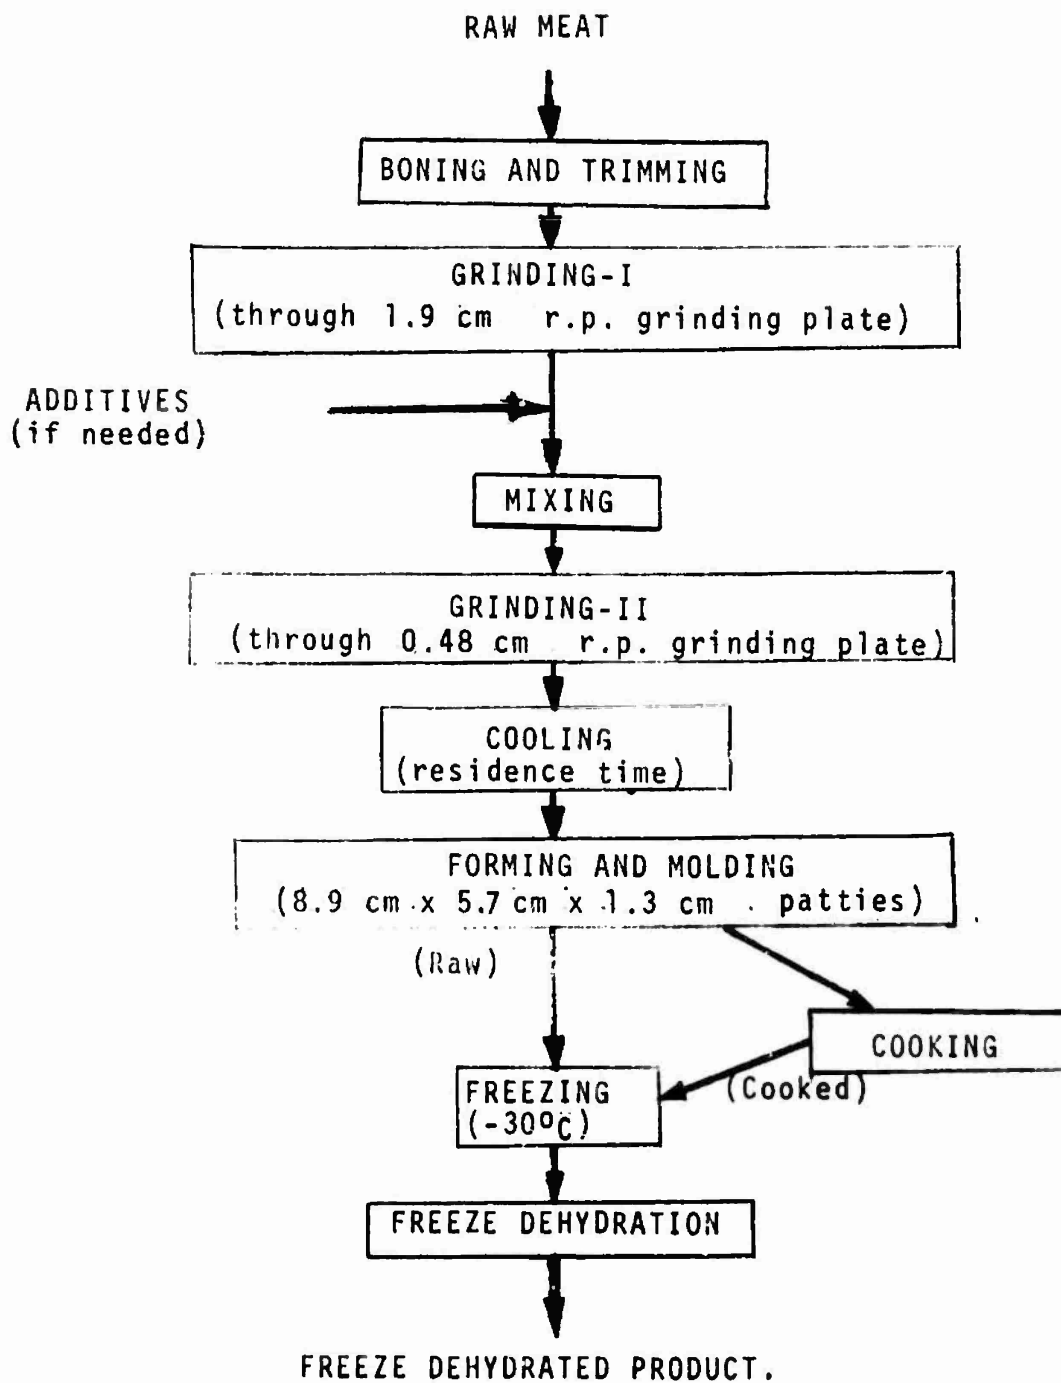 RAW MEAT
BONING AND TRIMMING
GRINDING-I
(through 1.9 cm r.p. grinding plate)
ADDITIVES
(if needed)
MIXING
GRINDING-II
(through 0.48 cm r.p. grinding plate)
COOLING
(residence time)
FORMING AND MOLDING
(8.9 cm x 5.7 cm x 1.3 cm patties)
(Raw)
COOKING
(Cooked)
FREEZING
(-30°C)
FREEZE DEHYDRATION
FREEZE DEHYDRATED PRODUCT.